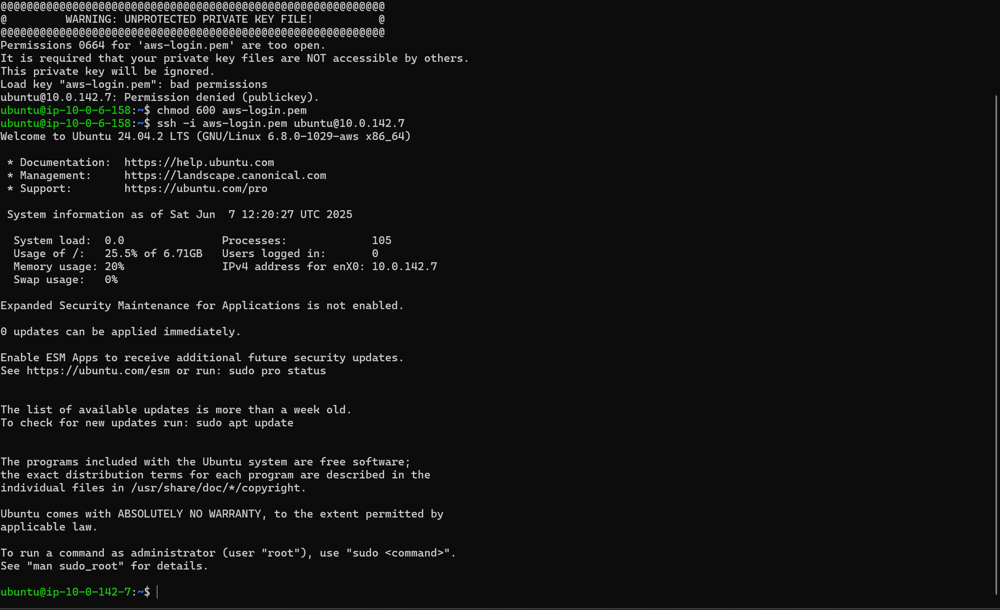 @@@@@@@@@@@@@@@@@@@@@@@@@@@@@@@@@@@@@@@@@@@@@@@@@@@@@@@@@@@
@         WARNING: UNPROTECTED PRIVATE KEY FILE!          @
@@@@@@@@@@@@@@@@@@@@@@@@@@@@@@@@@@@@@@@@@@@@@@@@@@@@@@@@@@@
Permissions 0664 for 'aws-login.pem' are too open.
It is required that your private key files are NOT accessible by others.
This private key will be ignored.
Load key "aws-login.pem": bad permissions
ubuntu@10.0.142.7: Permission denied (publickey).
ubuntu@ip-10-0-6-158:~$ chmod 600 aws-login.pem
ubuntu@ip-10-0-6-158:~$ ssh -i aws-login.pem ubuntu@10.0.142.7
Welcome to Ubuntu 24.04.2 LTS (GNU/Linux 6.8.0-1029-aws x86_64)

 * Documentation:  https://help.ubuntu.com
 * Management:     https://landscape.canonical.com
 * Support:        https://ubuntu.com/pro

 System information as of Sat Jun  7 12:20:27 UTC 2025

  System load:  0.0               Processes:             105
  Usage of /:   25.5% of 6.71GB   Users logged in:       0
  Memory usage: 20%               IPv4 address for enX0: 10.0.142.7
  Swap usage:   0%

Expanded Security Maintenance for Applications is not enabled.

0 updates can be applied immediately.

Enable ESM Apps to receive additional future security updates.
See https://ubuntu.com/esm or run: sudo pro status


The list of available updates is more than a week old.
To check for new updates run: sudo apt update


The programs included with the Ubuntu system are free software;
the exact distribution terms for each program are described in the
individual files in /usr/share/doc/*/copyright.

Ubuntu comes with ABSOLUTELY NO WARRANTY, to the extent permitted by
applicable law.

To run a command as administrator (user "root"), use "sudo <command>".
See "man sudo_root" for details.

ubuntu@ip-10-0-142-7:~$